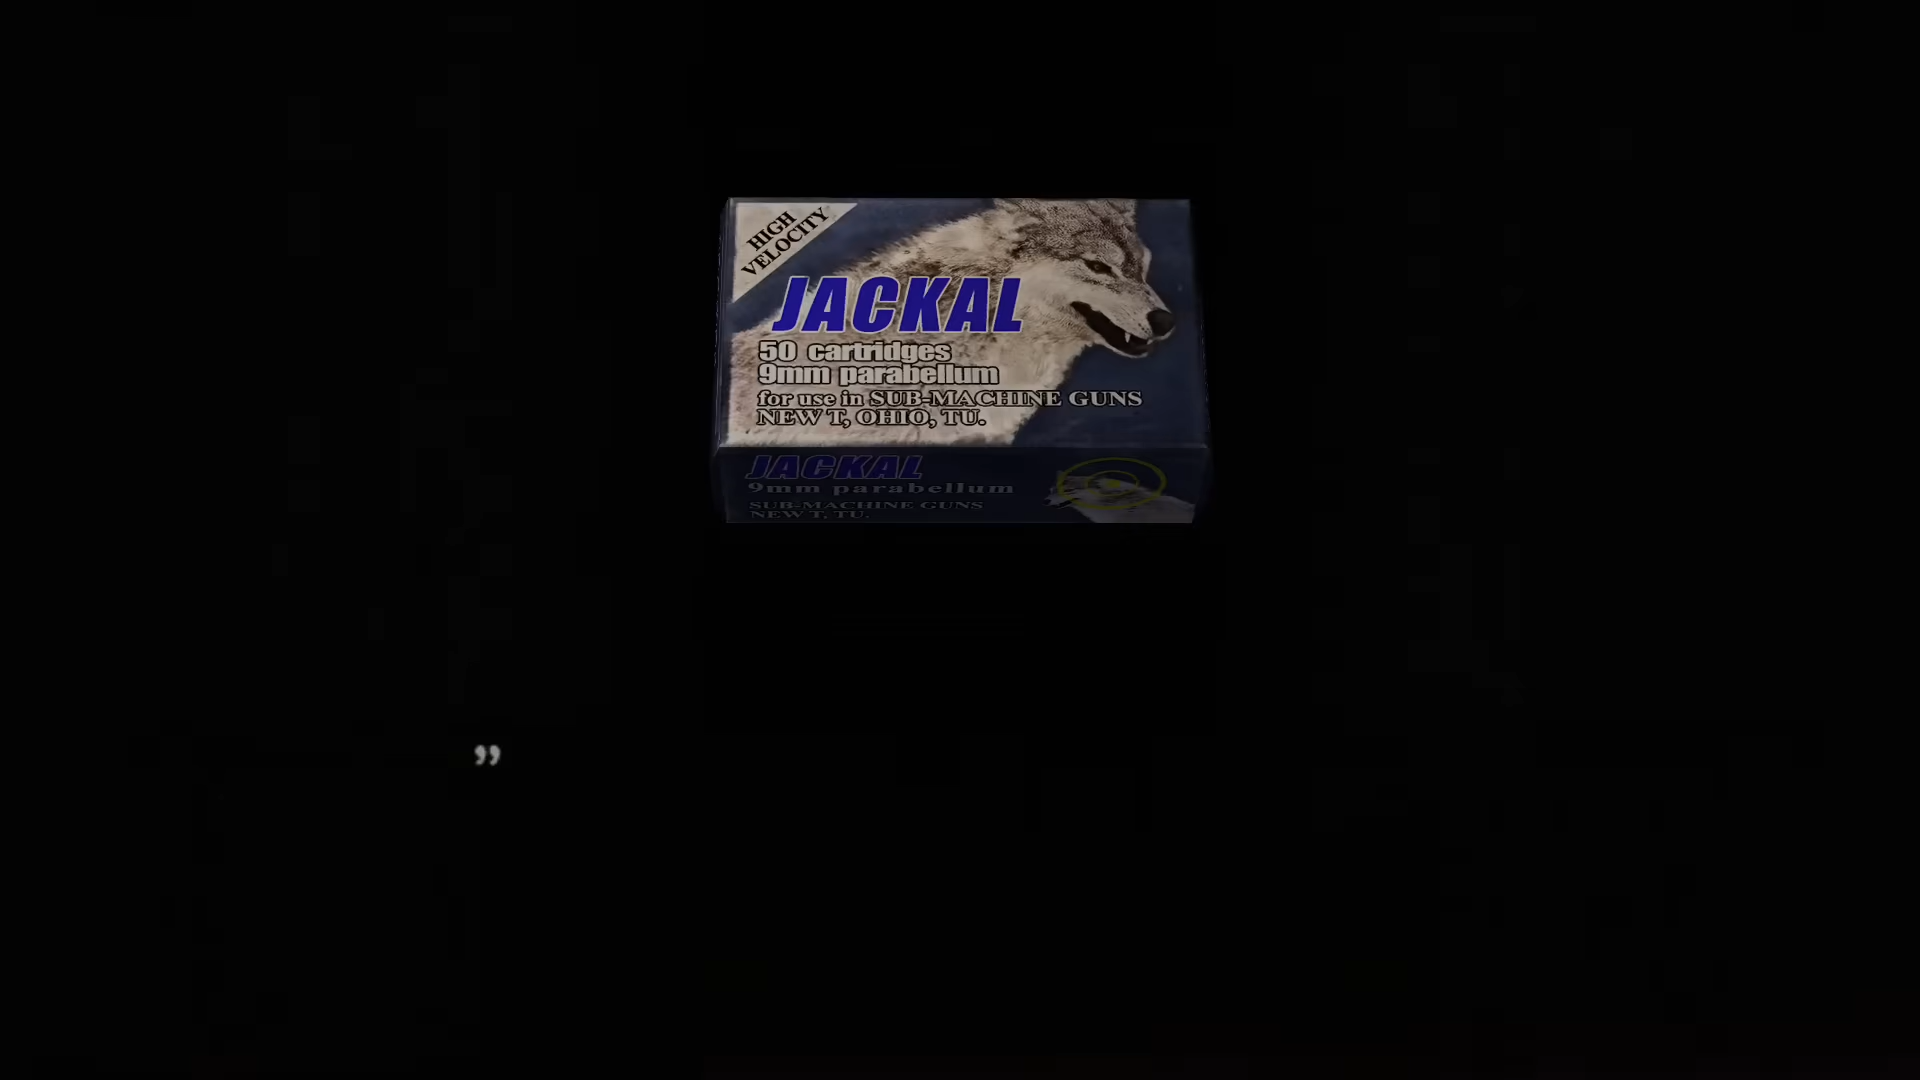 HIGH
VELOCITY
JACKAL
50 cartridges
9mm parabellum
for use in SUB-MACHINE GUNS
NEW T, OHIO, TU.
JACKAL
9mm parabellum
SUB-MACHINE GUNS
NEW T, TU.
”